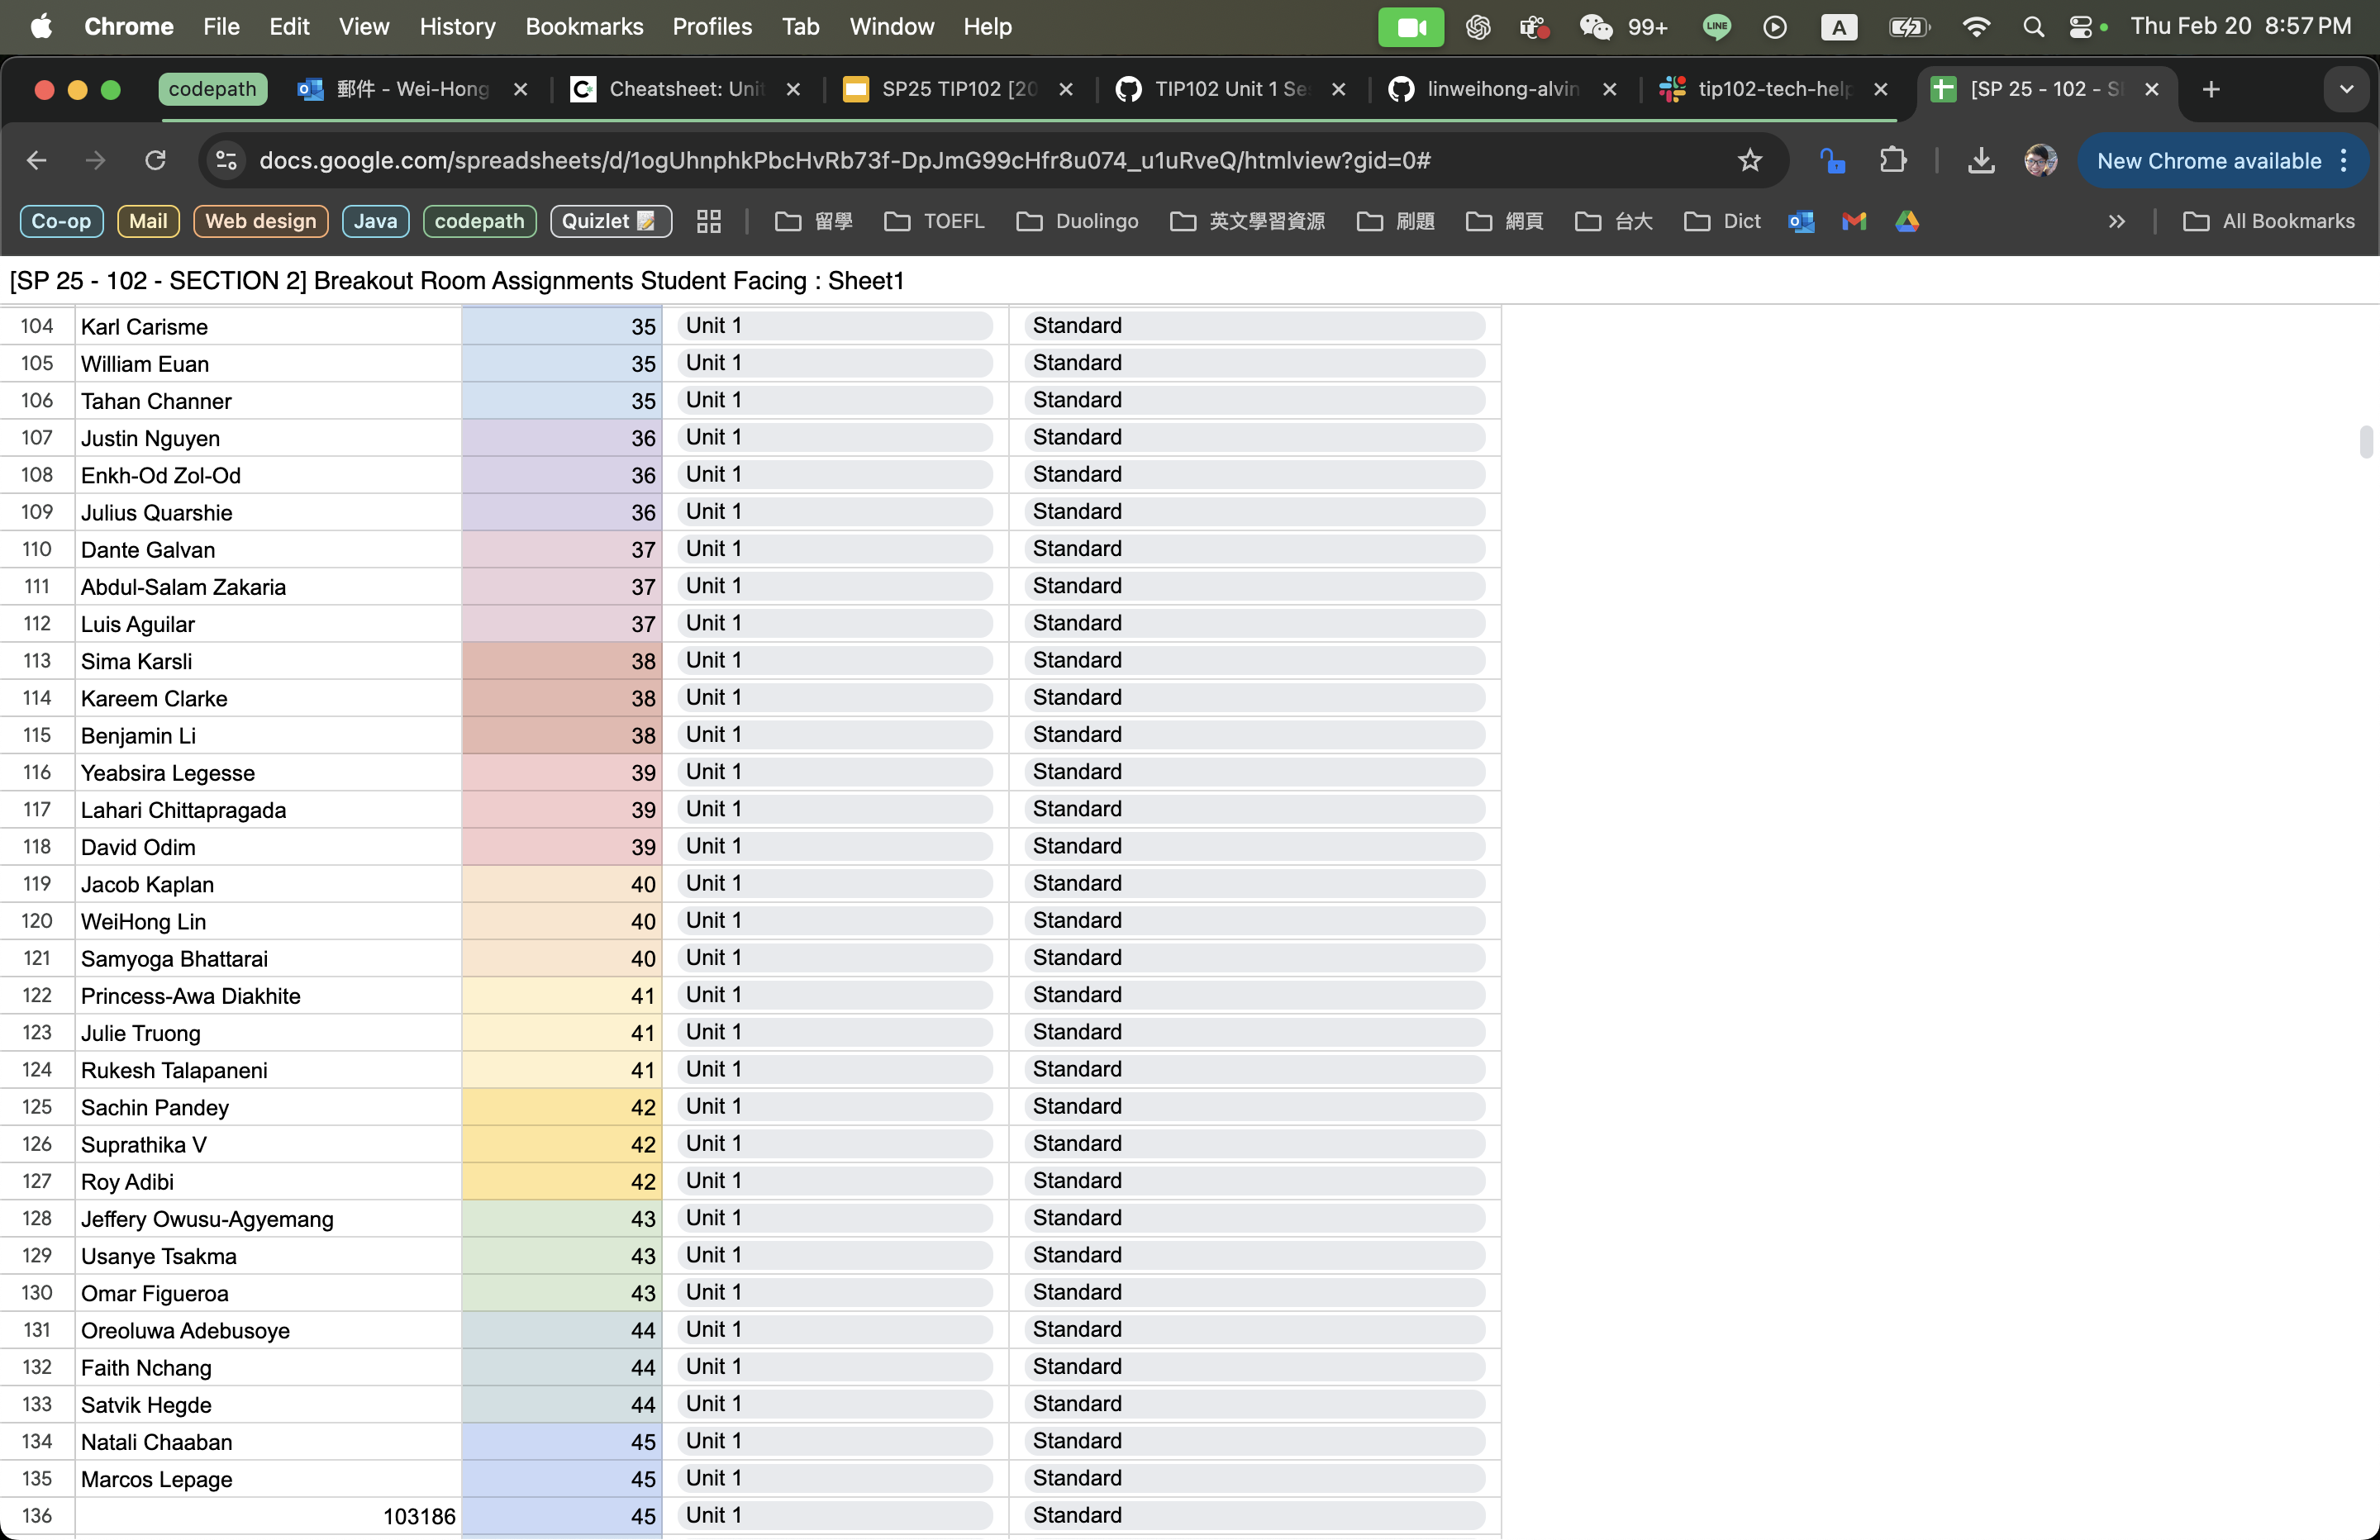 Chrome File Edit View History Bookmarks Profiles Tab Window Help 99+ LINE A Thu Feb 20 8:57 PM
codepath 郵件 - Wei-Hong Cheatsheet: Unit SP25 TIP102 [20 TIP102 Unit 1 Se linweihong-alvin tip102-tech-help [SP 25 - 102 - S
docs.google.com/spreadsheets/d/1ogUhnphkPbcHvRb73f-DpJmG99cHfr8u074_u1uRveQ/htmlview?gid=0# New Chrome available
Co-op Mail Web design Java codepath Quizlet 留學 TOEFL Duolingo 英文學習資源 刷題 網頁 台大 Dict All Bookmarks
[SP 25 - 102 - SECTION 2] Breakout Room Assignments Student Facing : Sheet1
104 Karl Carisme 35 Unit 1 Standard
105 William Euan 35 Unit 1 Standard
106 Tahan Channer 35 Unit 1 Standard
107 Justin Nguyen 36 Unit 1 Standard
108 Enkh-Od Zol-Od 36 Unit 1 Standard
109 Julius Quarshie 36 Unit 1 Standard
110 Dante Galvan 37 Unit 1 Standard
111 Abdul-Salam Zakaria 37 Unit 1 Standard
112 Luis Aguilar 37 Unit 1 Standard
113 Sima Karsli 38 Unit 1 Standard
114 Kareem Clarke 38 Unit 1 Standard
115 Benjamin Li 38 Unit 1 Standard
116 Yeabsira Legesse 39 Unit 1 Standard
117 Lahari Chittapragada 39 Unit 1 Standard
118 David Odim 39 Unit 1 Standard
119 Jacob Kaplan 40 Unit 1 Standard
120 WeiHong Lin 40 Unit 1 Standard
121 Samyoga Bhattarai 40 Unit 1 Standard
122 Princess-Awa Diakhite 41 Unit 1 Standard
123 Julie Truong 41 Unit 1 Standard
124 Rukesh Talapaneni 41 Unit 1 Standard
125 Sachin Pandey 42 Unit 1 Standard
126 Suprathika V 42 Unit 1 Standard
127 Roy Adibi 42 Unit 1 Standard
128 Jeffery Owusu-Agyemang 43 Unit 1 Standard
129 Usanye Tsakma 43 Unit 1 Standard
130 Omar Figueroa 43 Unit 1 Standard
131 Oreoluwa Adebusoye 44 Unit 1 Standard
132 Faith Nchang 44 Unit 1 Standard
133 Satvik Hegde 44 Unit 1 Standard
134 Natali Chaaban 45 Unit 1 Standard
135 Marcos Lepage 45 Unit 1 Standard
136 103186 45 Unit 1 Standard